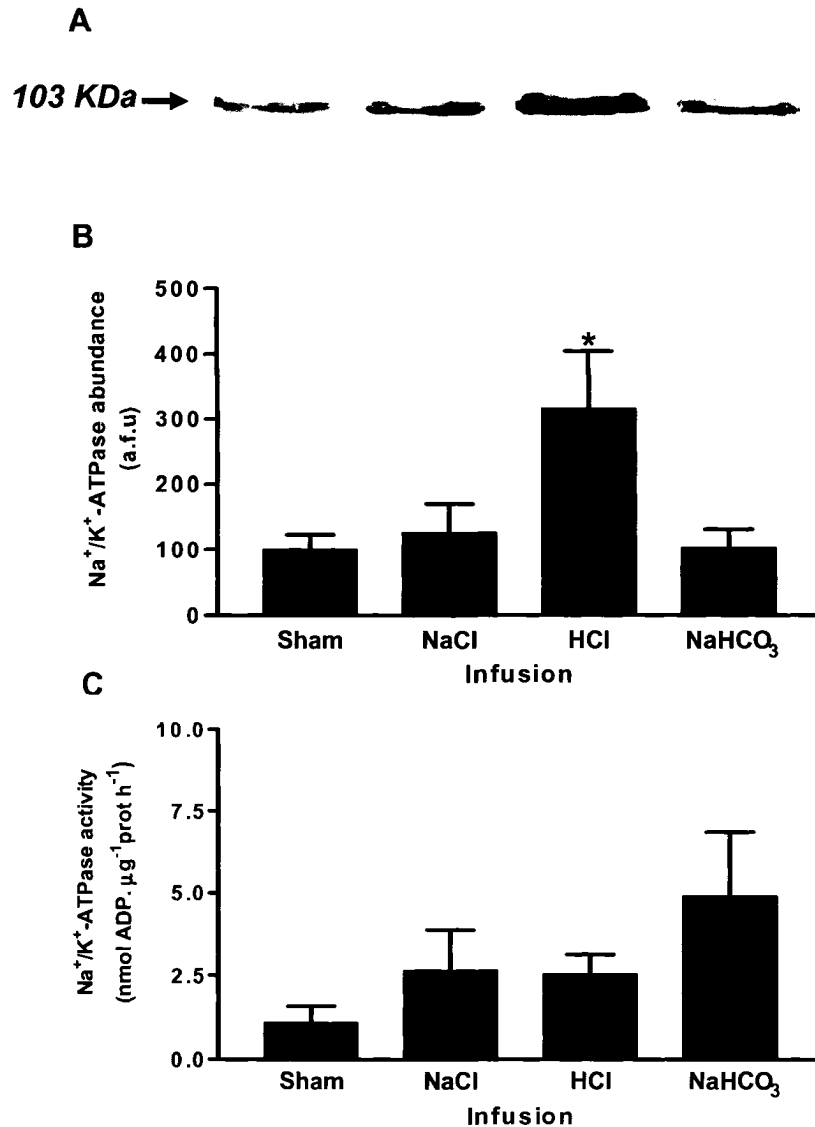 A
103 KDa
B
Na⁺/K⁺-ATPase abundance
(a.f.u)
500
400
300
200
100
0
*
Sham NaCl HCl NaHCO₃
Infusion
C
Na⁺/K⁺-ATPase activity
(nmol ADP. µg⁻¹prot h⁻¹)
10.0
7.5
5.0
2.5
0.0
Sham NaCl HCl NaHCO₃
Infusion